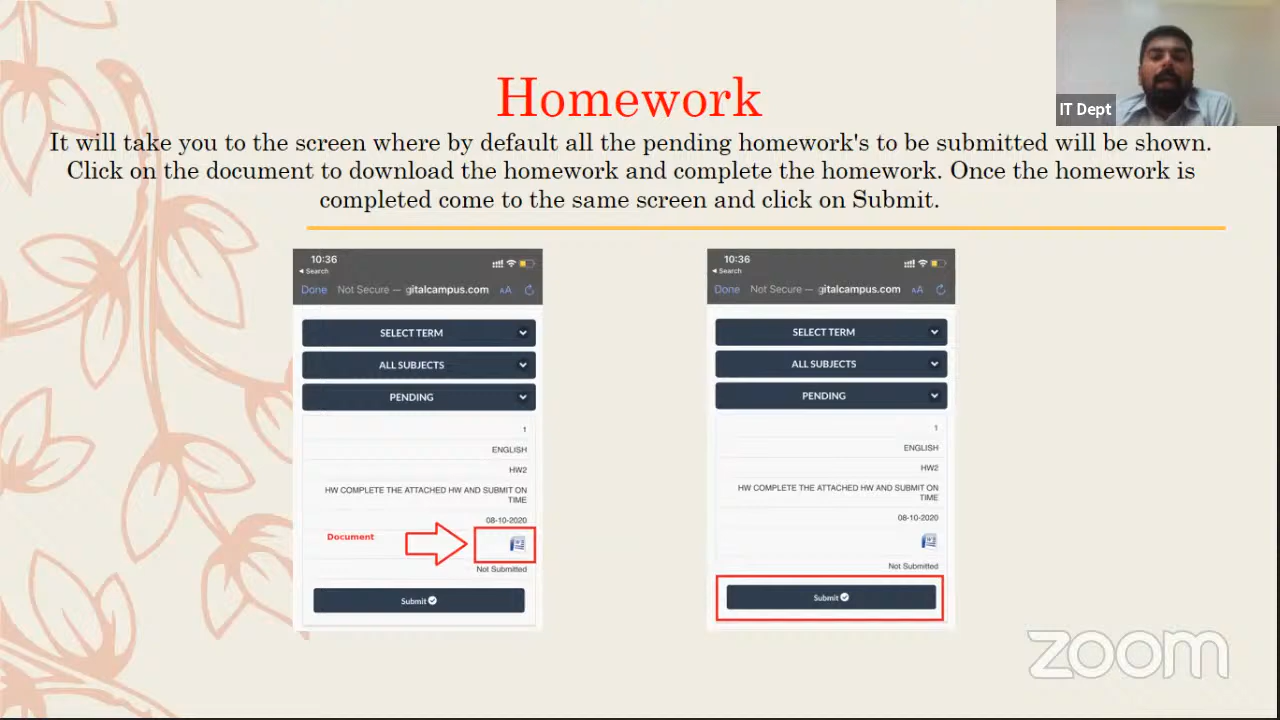 IT Dept
Homework
It will take you to the screen where by default all the pending homework's to be submitted will be shown.
Click on the document to download the homework and complete the homework. Once the homework is
completed come to the same screen and click on Submit.
10:36
Search
Done Not Secure — gitalcampus.com AA
SELECT TERM
ALL SUBJECTS
PENDING
1
ENGLISH
HW2
HW COMPLETE THE ATTACHED HW AND SUBMIT ON
TIME
08-10-2020
Document
Not Submitted
Submit
10:36
Search
Done Not Secure — gitalcampus.com AA
SELECT TERM
ALL SUBJECTS
PENDING
1
ENGLISH
HW2
HW COMPLETE THE ATTACHED HW AND SUBMIT ON
TIME
08-10-2020
Not Submitted
Submit
zoom